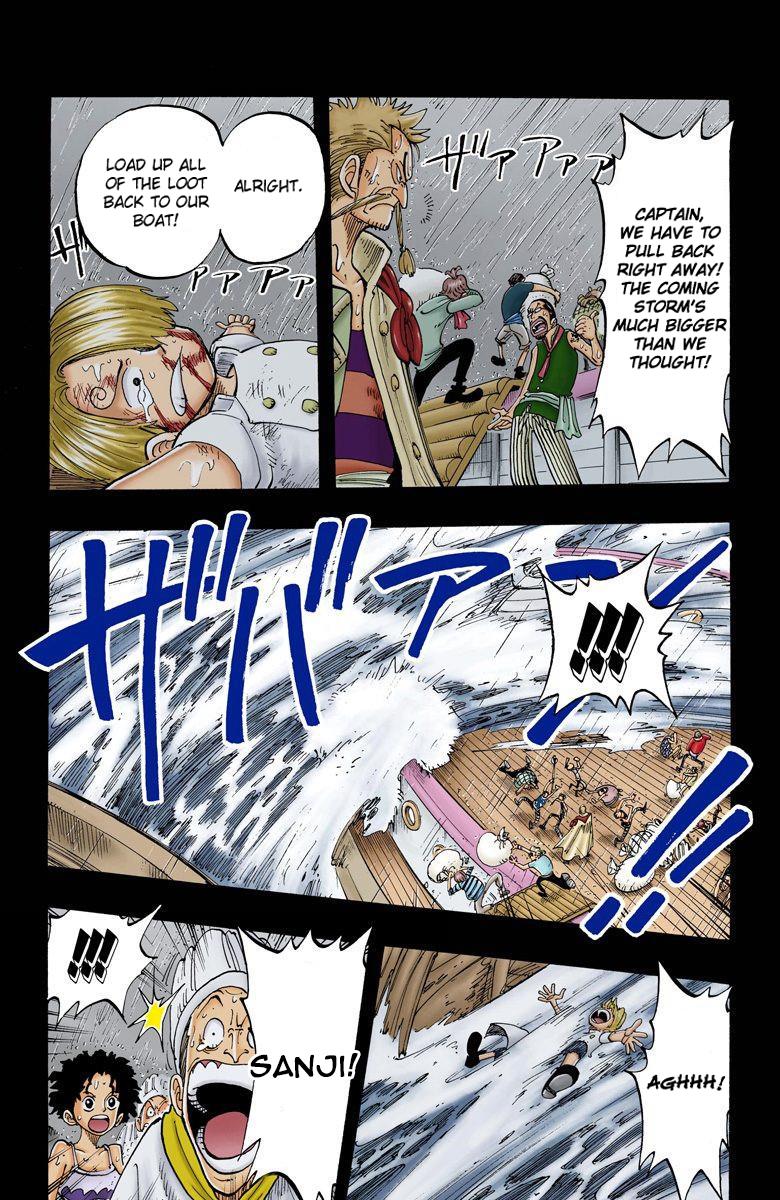 CAPTAIN,
WE HAVE TO
PULL BACK
RIGHT AWAY!
THE COMING
STORM'S
MUCH BIGGER
THAN WE
THOUGHT!
ザァァァァ
ALRIGHT.
LOAD UP ALL
OF THE LOOT
BACK TO OUR
BOAT!
ザァァァァ
ザバァーン!!
!!!
AGHHH!
SANJI!
!!!